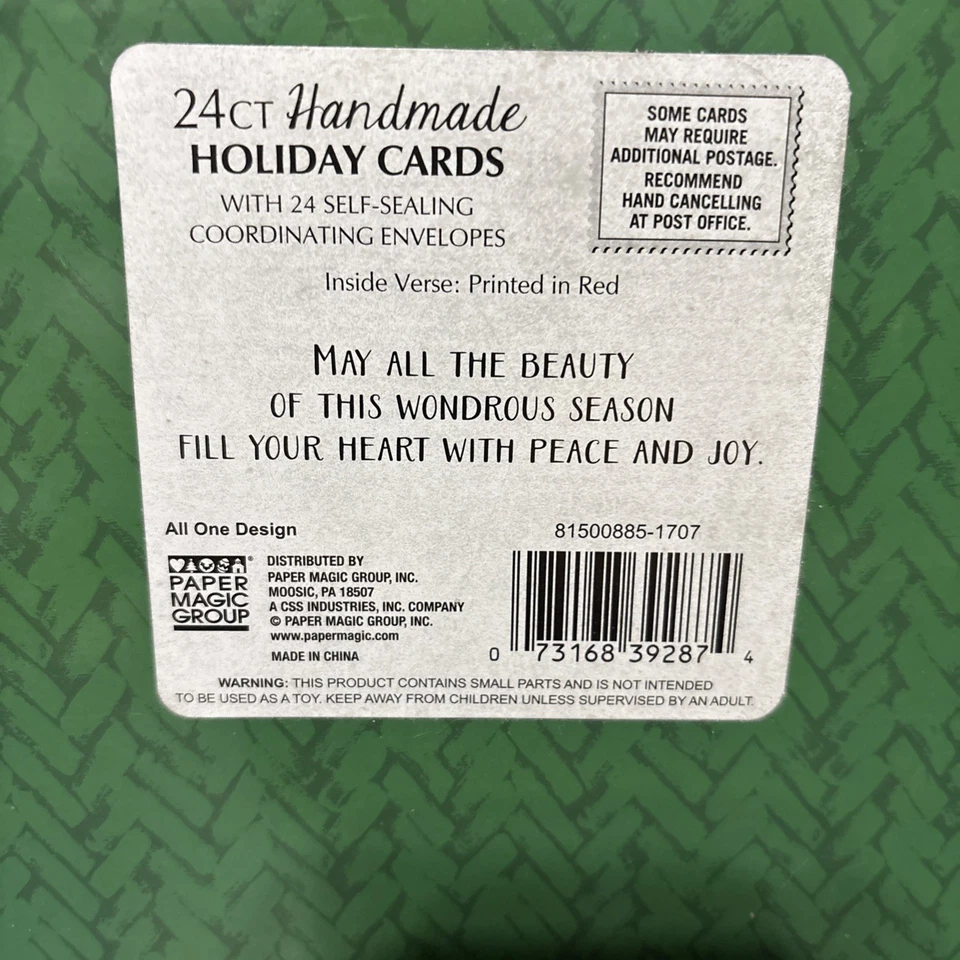 24CT Handmade
HOLIDAY CARDS
WITH 24 SELF-SEALING
COORDINATING ENVELOPES
SOME CARDS
MAY REQUIRE
ADDITIONAL POSTAGE.
RECOMMEND
HAND CANCELLING
AT POST OFFICE.
Inside Verse: Printed in Red
MAY ALL THE BEAUTY
OF THIS WONDROUS SEASON
FILL YOUR HEART WITH PEACE AND JOY.
All One Design
81500885-1707
PAPER
MAGIC
GROUP
DISTRIBUTED BY
PAPER MAGIC GROUP, INC.
MOOSIC, PA 18507
A CSS INDUSTRIES, INC. COMPANY
© PAPER MAGIC GROUP, INC.
www.papermagic.com
MADE IN CHINA
0 73168 39287 4
WARNING: THIS PRODUCT CONTAINS SMALL PARTS AND IS NOT INTENDED
TO BE USED AS A TOY. KEEP AWAY FROM CHILDREN UNLESS SUPERVISED BY AN ADULT.